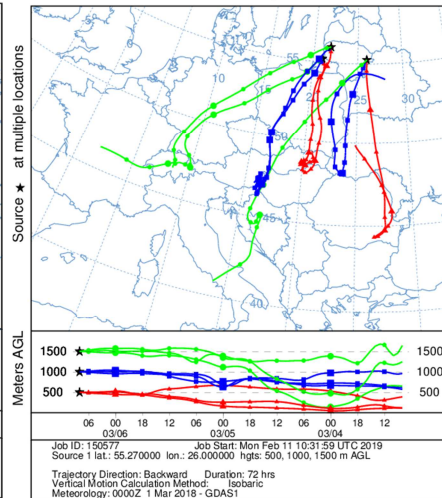 Source ★ at multiple locations
55
10
15
25
30
50
45
40
Meters AGL
1500
1500
1000
1000
500
500
06 00 18 12 06 00 18 12 06 00 18 12
03/06 03/05 03/04
Job ID: 150577 Job Start: Mon Feb 11 10:31:59 UTC 2019
Source 1 lat.: 55.270000 lon.: 26.000000 hgts: 500, 1000, 1500 m AGL
Trajectory Direction: Backward Duration: 72 hrs
Vertical Motion Calculation Method: Isobaric
Meteorology: 0000Z 1 Mar 2018 - GDAS1